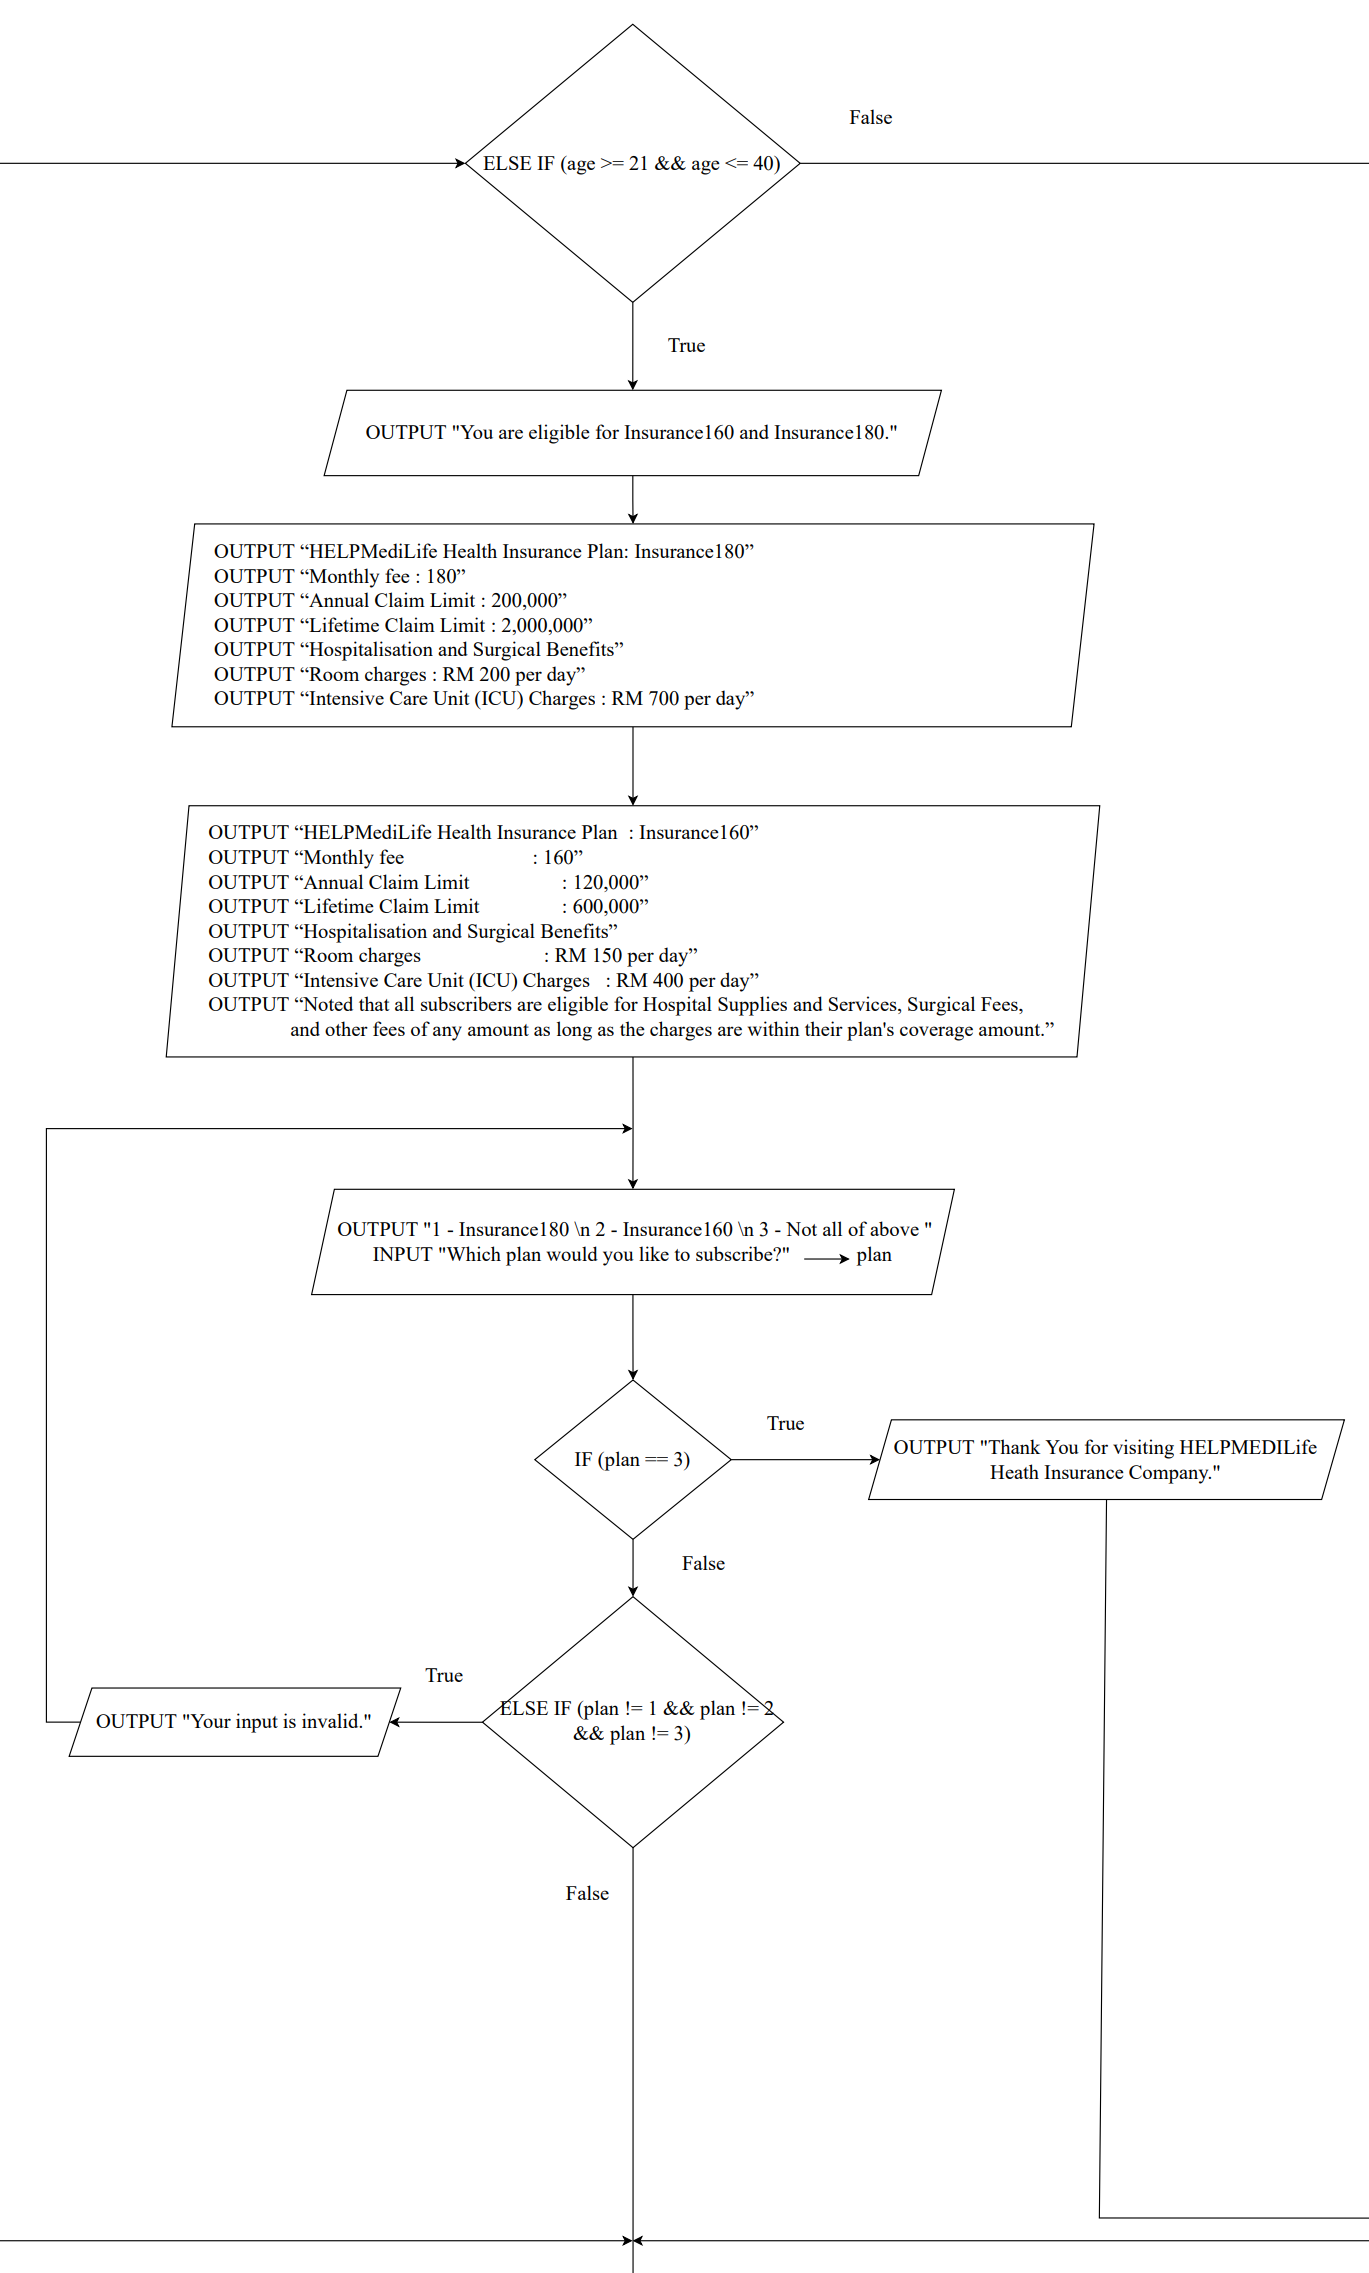 False
ELSE IF (age >= 21 && age <= 40)
True
OUTPUT "You are eligible for Insurance160 and Insurance180."
OUTPUT “HELPMediLife Health Insurance Plan: Insurance180”
OUTPUT “Monthly fee : 180”
OUTPUT “Annual Claim Limit : 200,000”
OUTPUT “Lifetime Claim Limit : 2,000,000”
OUTPUT “Hospitalisation and Surgical Benefits”
OUTPUT “Room charges : RM 200 per day”
OUTPUT “Intensive Care Unit (ICU) Charges : RM 700 per day”
OUTPUT “HELPMediLife Health Insurance Plan : Insurance160”
OUTPUT “Monthly fee : 160”
OUTPUT “Annual Claim Limit : 120,000”
OUTPUT “Lifetime Claim Limit : 600,000”
OUTPUT “Hospitalisation and Surgical Benefits”
OUTPUT “Room charges : RM 150 per day”
OUTPUT “Intensive Care Unit (ICU) Charges : RM 400 per day”
OUTPUT “Noted that all subscribers are eligible for Hospital Supplies and Services, Surgical Fees,
and other fees of any amount as long as the charges are within their plan's coverage amount.”
OUTPUT "1 - Insurance180 \n 2 - Insurance160 \n 3 - Not all of above "
INPUT "Which plan would you like to subscribe?" plan
True
IF (plan == 3)
OUTPUT "Thank You for visiting HELPMEDILife
Heath Insurance Company."
False
True
ELSE IF (plan != 1 && plan != 2
&& plan != 3)
OUTPUT "Your input is invalid."
False